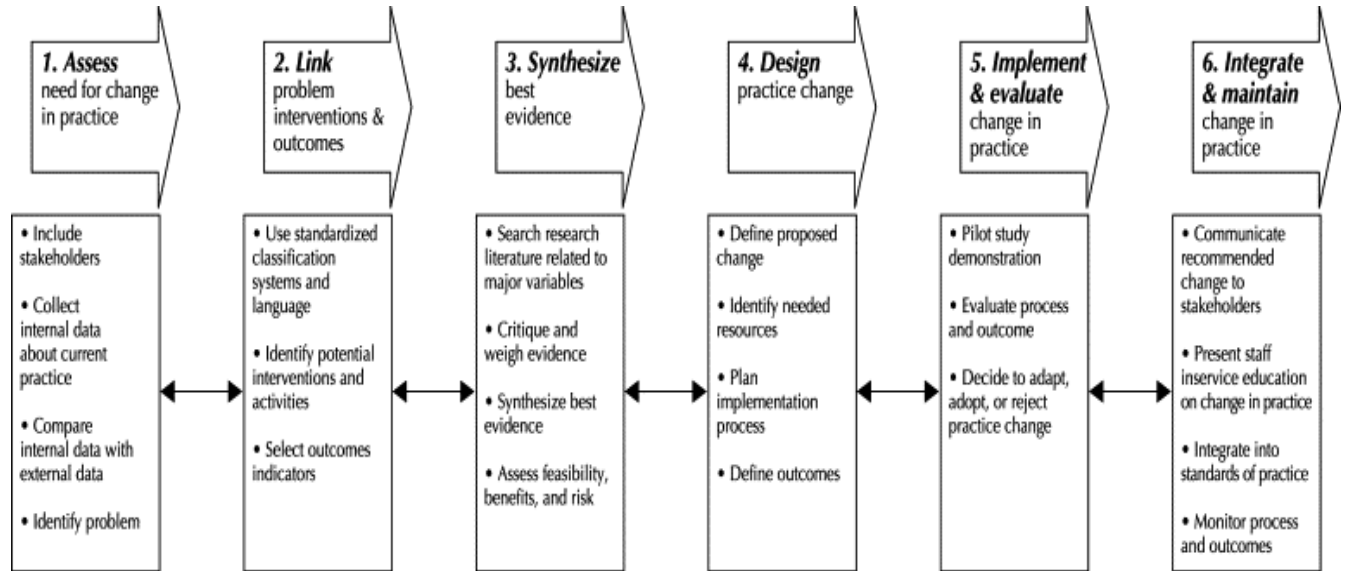 1. Assess
need for change
in practice
2. Link
problem
interventions &
outcomes
3. Synthesize
best
evidence
4. Design
practice change
5. Implement
& evaluate
change in
practice
6. Integrate
& maintain
change in
practice
• Include
stakeholders
• Collect
internal data
about current
practice
• Compare
internal data with
external data
• Identify problem
• Use standardized
classification
systems and
language
• Identify potential
interventions and
activities
• Select outcomes
indicators
• Search research
literature related to
major variables
• Critique and
weigh evidence
• Synthesize best
evidence
• Assess feasibility,
benefits, and risk
• Define proposed
change
• Identify needed
resources
• Plan
implementation
process
• Define outcomes
• Pilot study
demonstration
• Evaluate process
and outcome
• Decide to adapt,
adopt, or reject
practice change
• Communicate
recommended
change to
stakeholders
• Present staff
inservice education
on change in practice
• Integrate into
standards of practice
• Monitor process
and outcomes